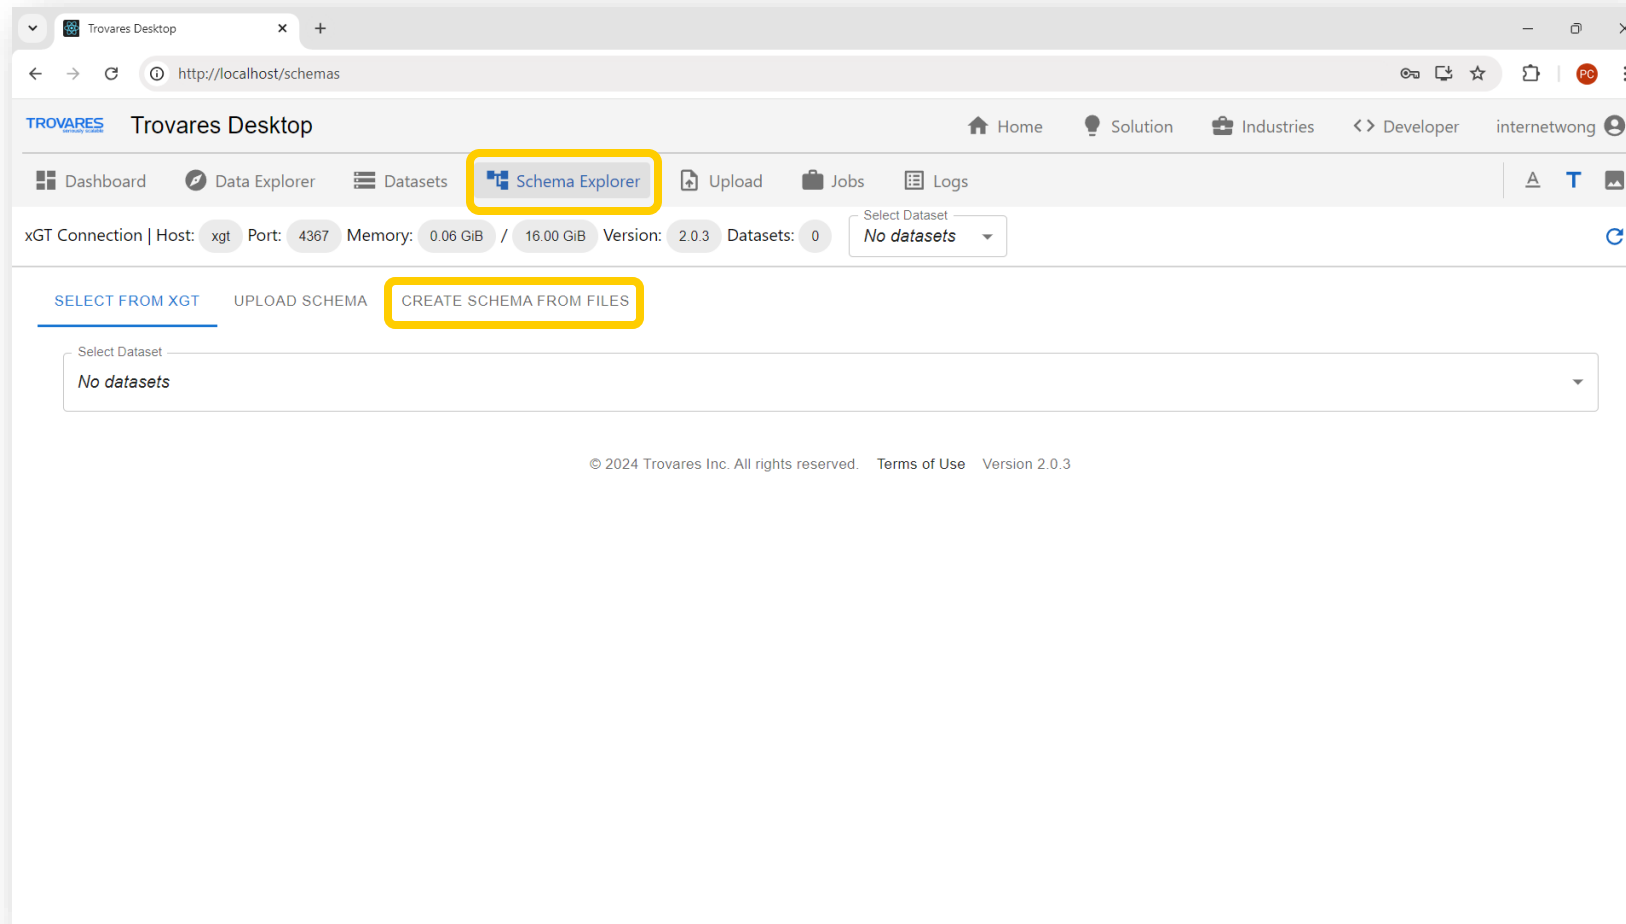 Trovares Desktop
http://localhost/schemas
PC
TROVARES
seriously scalable
Trovares Desktop
Home Solution Industries Developer internetwong
Dashboard Data Explorer Datasets Schema Explorer Upload Jobs Logs
xGT Connection | Host: xgt Port: 4367 Memory: 0.06 GiB / 16.00 GiB Version: 2.0.3 Datasets: 0
Select Dataset
No datasets
SELECT FROM XGT UPLOAD SCHEMA CREATE SCHEMA FROM FILES
Select Dataset
No datasets
© 2024 Trovares Inc. All rights reserved. Terms of Use Version 2.0.3